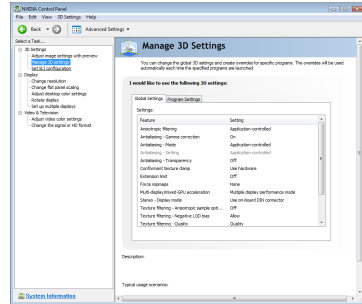 NVIDIA Control Panel
File Edit View 3D Settings Help
Back
Advanced Settings
Select a Task...
3D Settings
Adjust image settings with preview
Manage 3D settings
Set SLI configuration
Display
Change resolution
Change flat panel scaling
Adjust desktop color settings
Rotate display
Set up multiple displays
Video & Television
Adjust video color settings
Change the signal or HD format
System Information
Manage 3D Settings
You can change the global 3D settings and create overrides for specific programs. The overrides will be used
automatically each time the specified programs are launched.
I would like to use the following 3D settings:
Global Settings Program Settings
Settings:
Feature Setting
Anisotropic filtering Application-controlled
Antialiasing - Gamma correction On
Antialiasing - Mode Application-controlled
Antialiasing - Setting Application-controlled
Antialiasing - Transparency Off
Conformant texture clamp Use hardware
Extension limit Off
Force mipmaps None
Multi-display/mixed-GPU acceleration Multiple display performance mode
Stereo - Display mode Use on-board DIN connector
Texture filtering - Anisotropic sample opti... Off
Texture filtering - Negative LOD bias Allow
Texture filtering - Quality Quality
Description:
Typical usage scenarios: